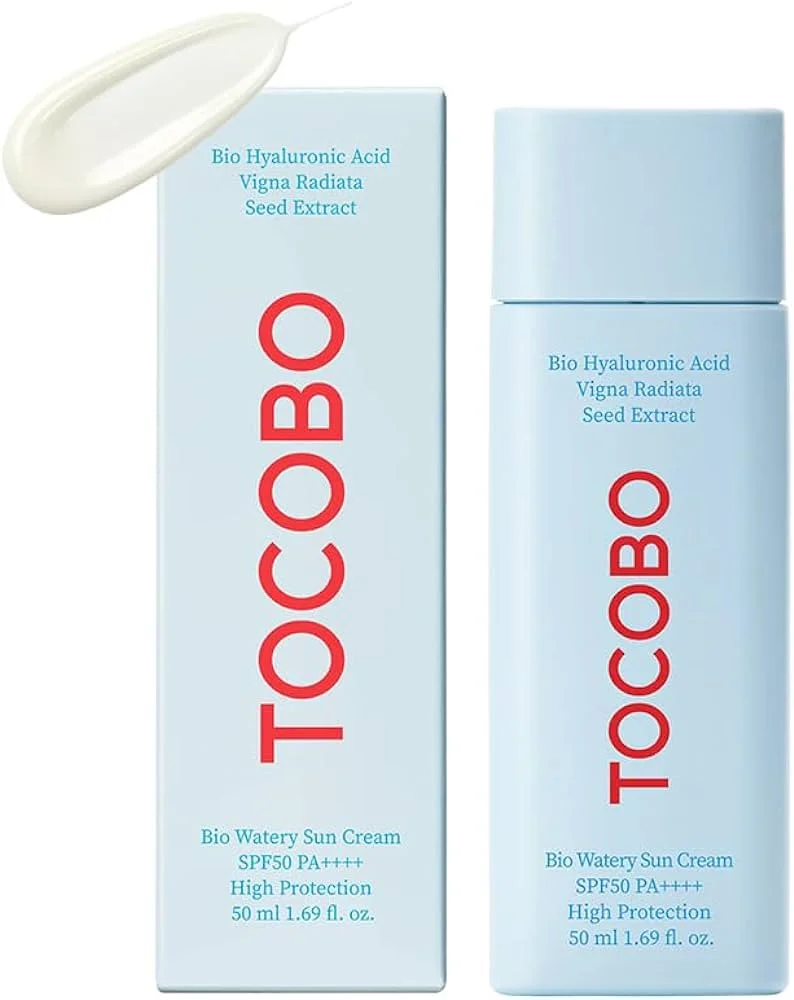 Bio Hyaluronic Acid
Vigna Radiata
Seed Extract
TOCOBO
Bio Watery Sun Cream
SPF50 PA++++
High Protection
50 ml 1.69 fl. oz.
Bio Hyaluronic Acid
Vigna Radiata
Seed Extract
TOCOBO
Bio Watery Sun Cream
SPF50 PA++++
High Protection
50 ml 1.69 fl. oz.